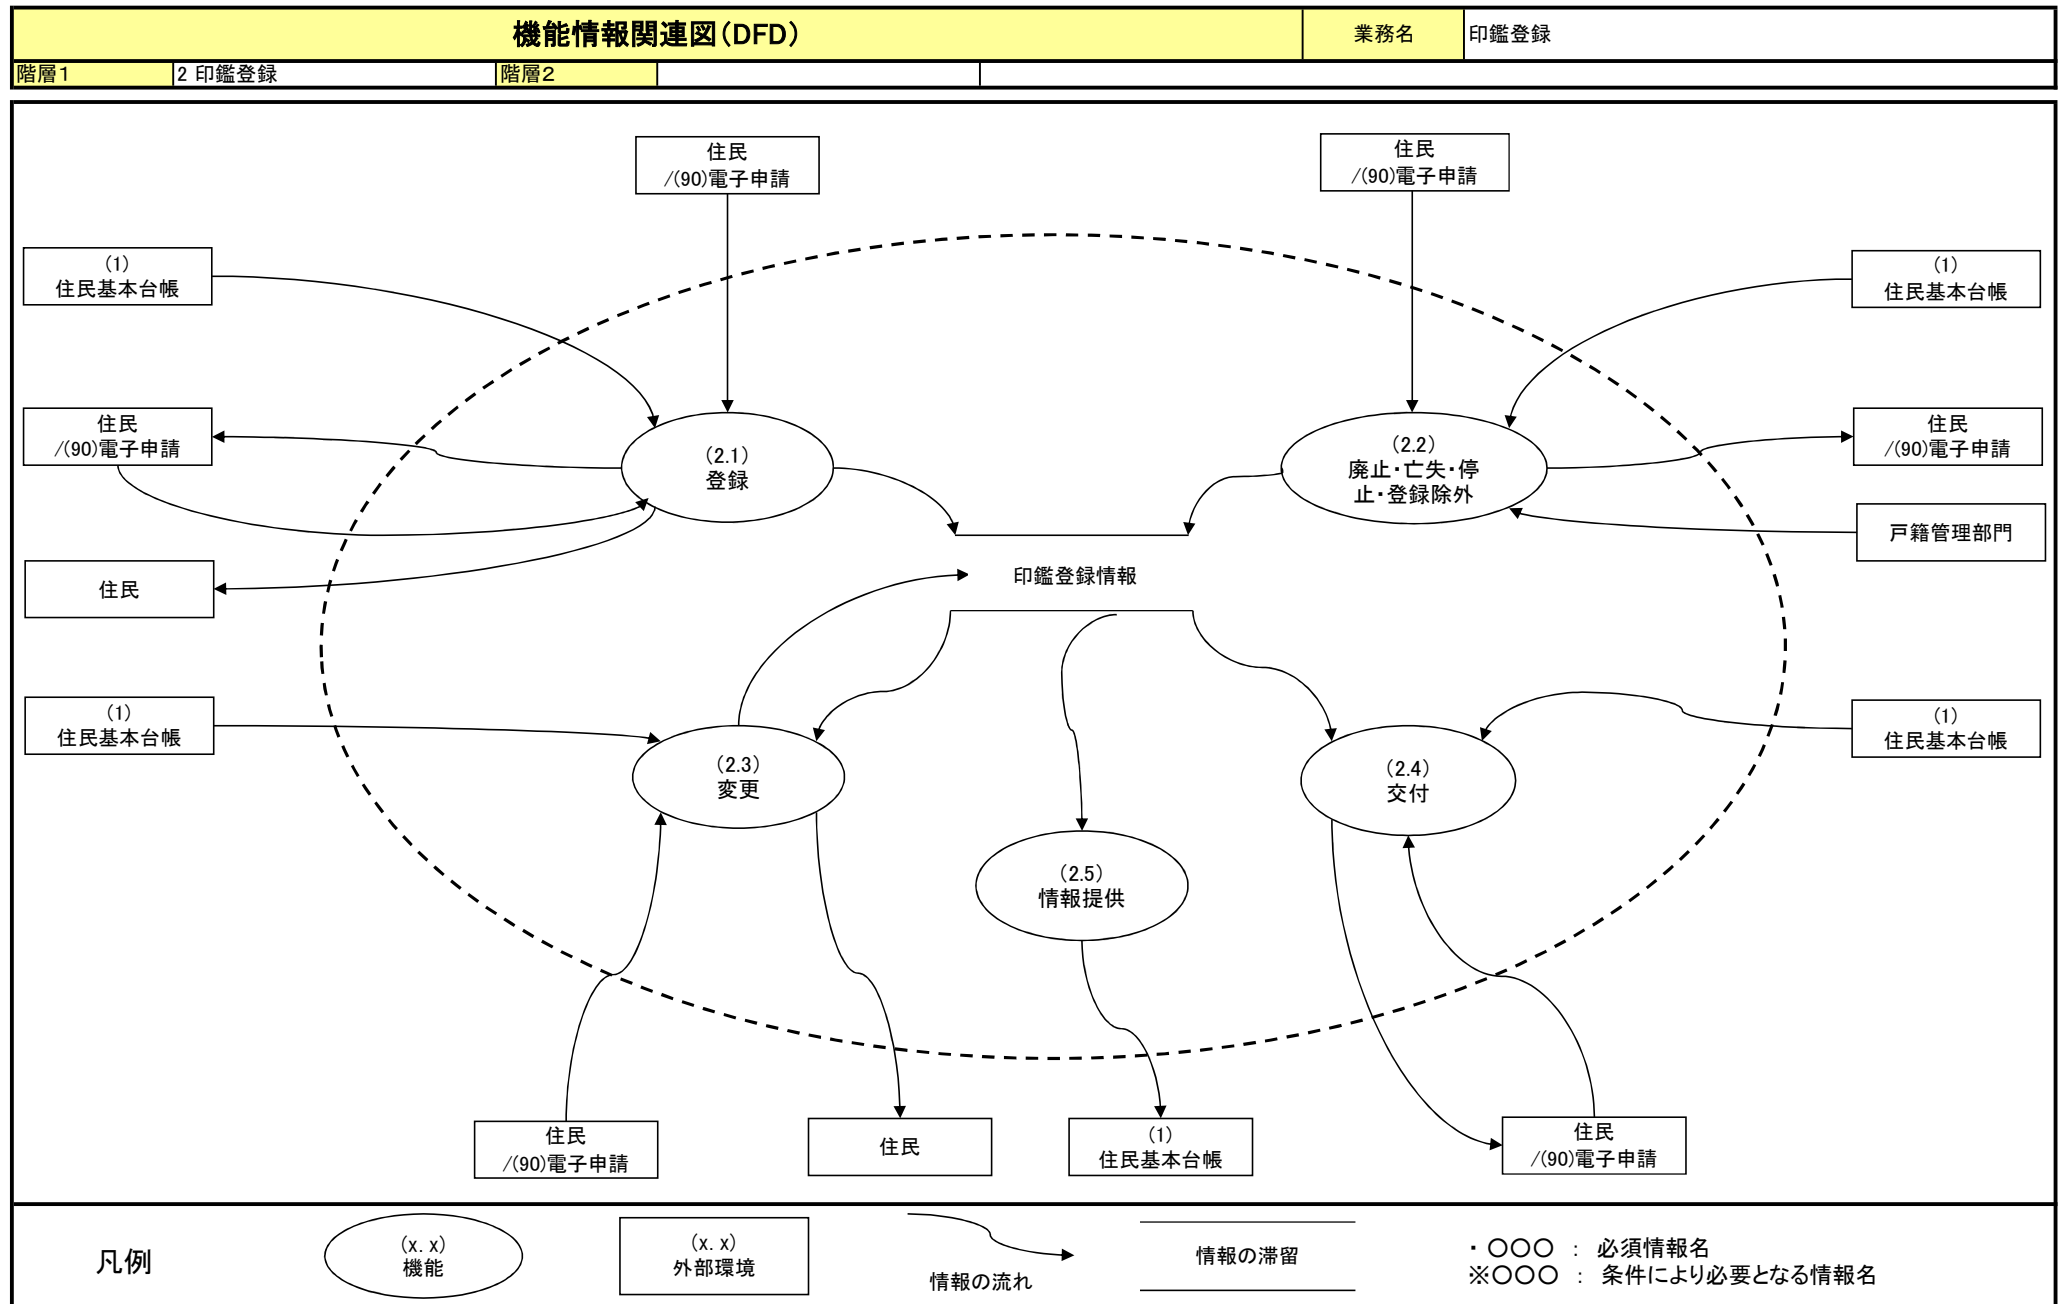 機能情報関連図(DFD)
業務名
印鑑登録
階層1
2 印鑑登録
階層2
住民
/(90)電子申請
住民
/(90)電子申請
(1)
住民基本台帳
(1)
住民基本台帳
住民
/(90)電子申請
(2.1)
登録
(2.2)
廃止・亡失・停
止・登録除外
住民
/(90)電子申請
戸籍管理部門
住民
印鑑登録情報
(1)
住民基本台帳
(2.3)
変更
(2.4)
交付
(1)
住民基本台帳
(2.5)
情報提供
住民
/(90)電子申請
住民
(1)
住民基本台帳
住民
/(90)電子申請
凡例
(x. x)
機能
(x. x)
外部環境
情報の流れ
情報の滞留
・ 〇〇〇 : 必須情報名
※〇〇〇 : 条件により必要となる情報名